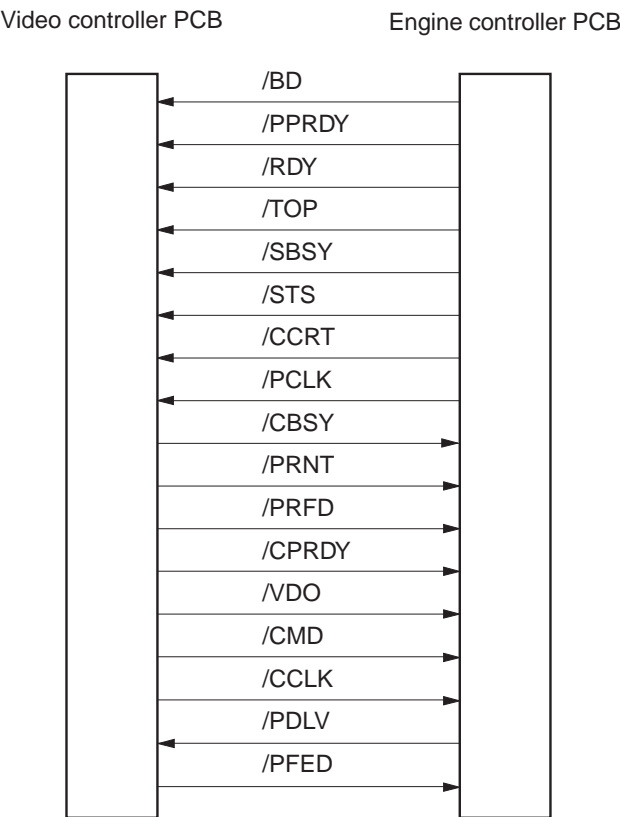 Video controller PCB
Engine controller PCB
/BD
/PPRDY
/RDY
/TOP
/SBSY
/STS
/CCRT
/PCLK
/CBSY
/PRNT
/PRFD
/CPRDY
/VDO
/CMD
/CCLK
/PDLV
/PFED